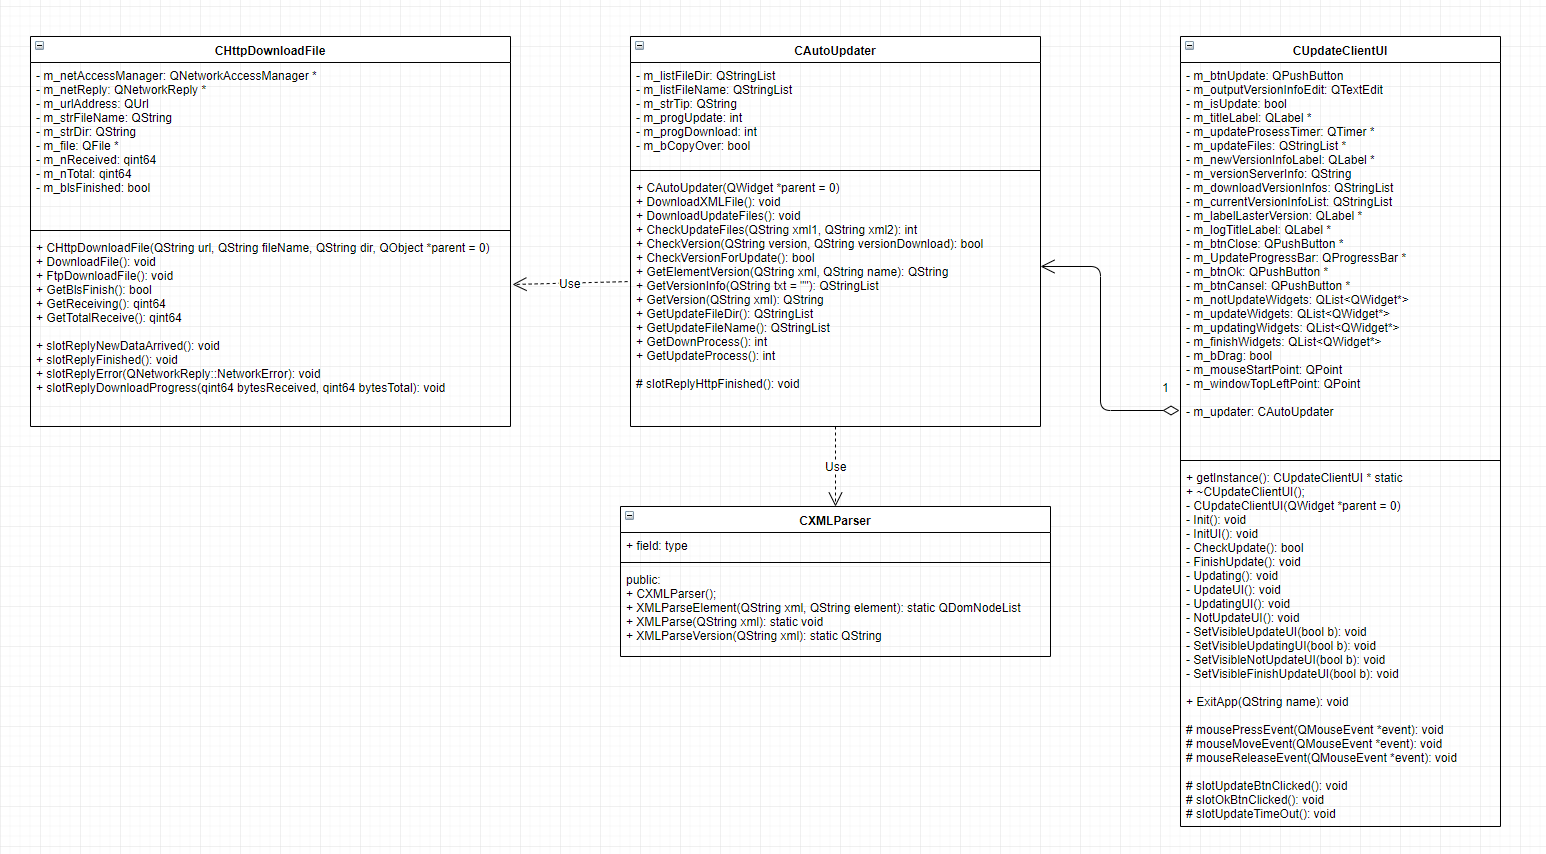 CHttpDownloadFile
- m_netAccessManager: QNetworkAccessManager *
- m_netReply: QNetworkReply *
- m_urlAddress: QUrl
- m_strFileName: QString
- m_strDir: QString
- m_file: QFile *
- m_nReceived: qint64
- m_nTotal: qint64
- m_bIsFinished: bool
+ CHttpDownloadFile(QString url, QString fileName, QString dir, QObject *parent = 0)
+ DownloadFile(): void
+ FtpDownloadFile(): void
+ GetBIsFinish(): bool
+ GetReceiving(): qint64
+ GetTotalReceive(): qint64
+ slotReplyNewDataArrived(): void
+ slotReplyFinished(): void
+ slotReplyError(QNetworkReply::NetworkError): void
+ slotReplyDownloadProgress(qint64 bytesReceived, qint64 bytesTotal): void
Use
CAutoUpdater
- m_listFileDir: QStringList
- m_listFileName: QStringList
- m_strTip: QString
- m_progUpdate: int
- m_progDownload: int
- m_bCopyOver: bool
+ CAutoUpdater(QWidget *parent = 0)
+ DownloadXMLFile(): void
+ DownloadUpdateFiles(): void
+ CheckUpdateFiles(QString xml1, QString xml2): int
+ CheckVersion(QString version, QString versionDownload): bool
+ CheckVersionForUpdate(): bool
+ GetElementVersion(QString xml, QString name): QString
+ GetVersionInfo(QString txt = ""): QStringList
+ GetVersion(QString xml): QString
+ GetUpdateFileDir(): QStringList
+ GetUpdateFileName(): QStringList
+ GetDownProcess(): int
+ GetUpdateProcess(): int
# slotReplyHttpFinished(): void
Use
CXMLParser
+ field: type
public:
+ CXMLParser();
+ XMLParseElement(QString xml, QString element): static QDomNodeList
+ XMLParse(QString xml): static void
+ XMLParseVersion(QString xml): static QString
1
CUpdateClientUI
- m_btnUpdate: QPushButton
- m_outputVersionInfoEdit: QTextEdit
- m_isUpdate: bool
- m_titleLabel: QLabel *
- m_updateProsessTimer: QTimer *
- m_updateFiles: QStringList *
- m_newVersionInfoLabel: QLabel *
- m_versionServerInfo: QString
- m_downloadVersionInfos: QStringList
- m_currentVersionInfoList: QStringList
- m_labelLasterVersion: QLabel *
- m_logTitleLabel: QLabel *
- m_btnClose: QPushButton *
- m_UpdateProgressBar: QProgressBar *
- m_btnOk: QPushButton *
- m_btnCansel: QPushButton *
- m_notUpdateWidgets: QList<QWidget*>
- m_updateWidgets: QList<QWidget*>
- m_updatingWidgets: QList<QWidget*>
- m_finishWidgets: QList<QWidget*>
- m_bDrag: bool
- m_mouseStartPoint: QPoint
- m_windowTopLeftPoint: QPoint
- m_updater: CAutoUpdater
+ getInstance(): CUpdateClientUI * static
+ ~CUpdateClientUI();
- CUpdateClientUI(QWidget *parent = 0)
- Init(): void
- InitUI(): void
- CheckUpdate(): bool
- FinishUpdate(): void
- Updating(): void
- UpdateUI(): void
- UpdatingUI(): void
- NotUpdateUI(): void
- SetVisibleUpdateUI(bool b): void
- SetVisibleUpdatingUI(bool b): void
- SetVisibleNotUpdateUI(bool b): void
- SetVisibleFinishUpdateUI(bool b): void
+ ExitApp(QString name): void
# mousePressEvent(QMouseEvent *event): void
# mouseMoveEvent(QMouseEvent *event): void
# mouseReleaseEvent(QMouseEvent *event): void
# slotUpdateBtnClicked(): void
# slotOkBtnClicked(): void
# slotUpdateTimeOut(): void